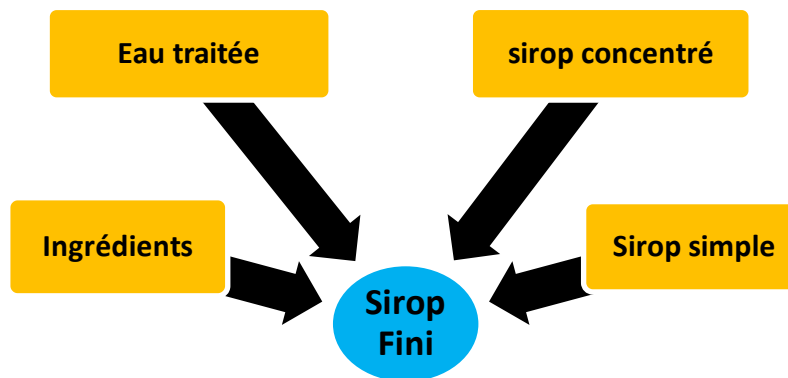 Eau traitée
sirop concentré
Ingrédients
Sirop simple
Sirop
Fini